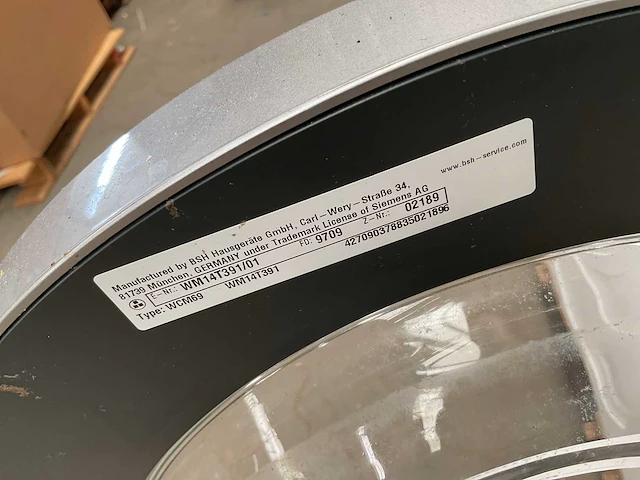 www.bsh-service.com
Manufactured by BSH Hausgeräte GmbH, Carl-Wery-Straße 34,
81739 München, GERMANY under Trademark License of Siemens AG
E-Nr.: WM14T391/01 FD: 9709 Z-Nr.: 02189
Type: WCM69 WM14T391 427090378835021896